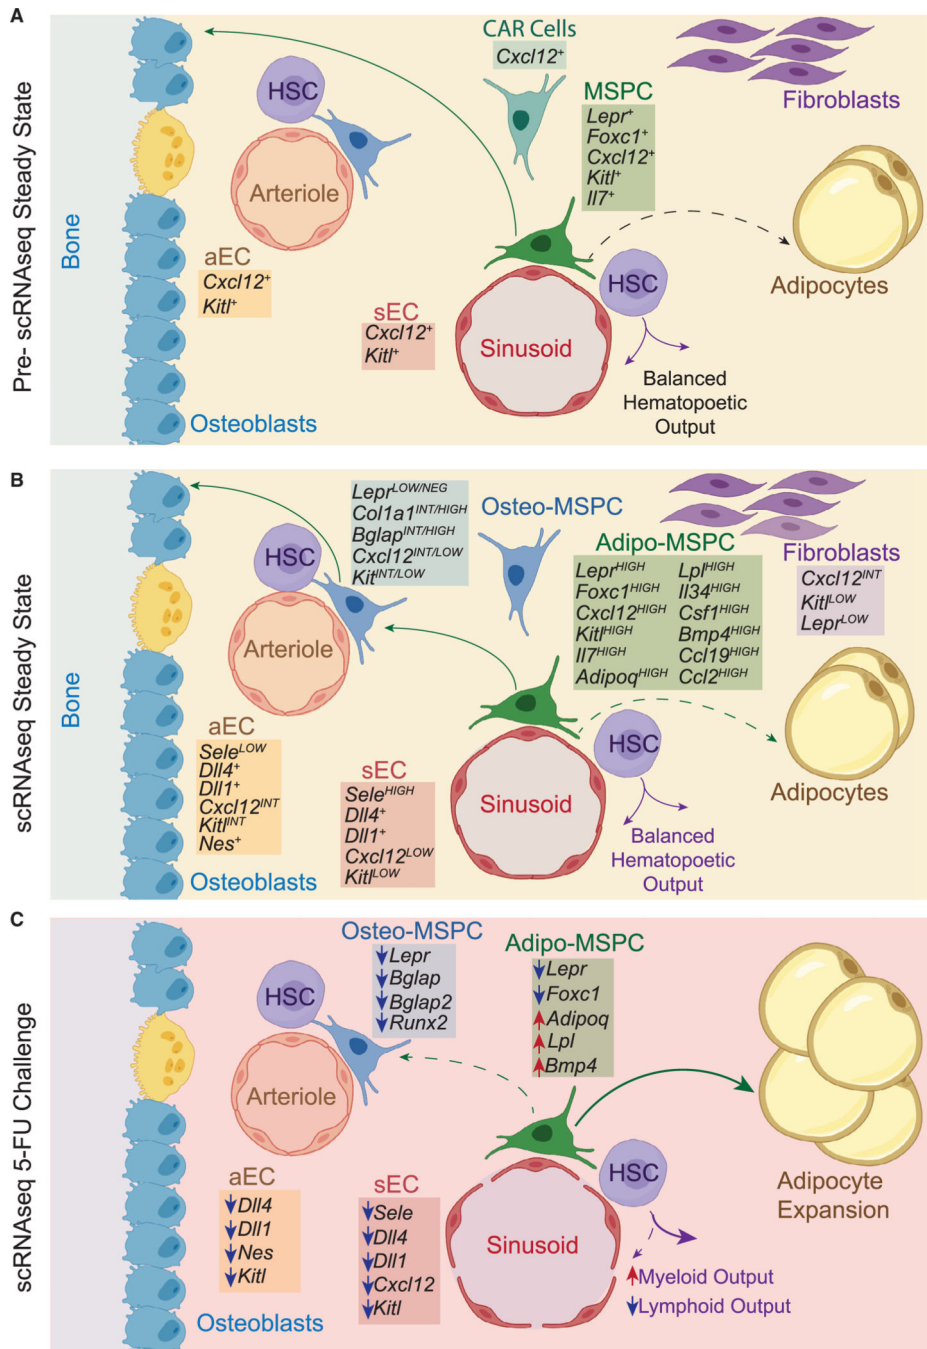 A
Pre- scRNAseq Steady State
Bone
HSC
Arteriole
aEC
Cxcl12+
Kitl+
Osteoblasts
CAR Cells
Cxcl12+
MSPC
Lepr+
Foxc1+
Cxcl12+
Kitl+
Il7+
sEC
Cxcl12+
Kitl+
Sinusoid
HSC
Balanced
Hematopoetic
Output
Fibroblasts
Adipocytes
B
scRNAseq Steady State
Bone
HSC
Arteriole
LeprLOW/NEG
Col1a1INT/HIGH
BglapINT/HIGH
Cxcl12INT/LOW
KitINT/LOW
Osteo-MSPC
Adipo-MSPC
LeprHIGH LplHIGH
Foxc1HIGH Il34HIGH
Cxcl12HIGH Csf1HIGH
KitlHIGH Bmp4HIGH
Il7HIGH Ccl19HIGH
AdipoqHIGH Ccl2HIGH
Fibroblasts
Cxcl12INT
KitlLOW
LeprLOW
aEC
SeleLOW
Dll4+
Dll1+
Cxcl12INT
KitlINT
Nes+
Osteoblasts
sEC
SeleHIGH
Dll4+
Dll1+
Cxcl12LOW
KitlLOW
Sinusoid
HSC
Balanced
Hematopoetic
Output
Adipocytes
C
scRNAseq 5-FU Challenge
HSC
Arteriole
Osteo-MSPC
↓Lepr
↓Bglap
↓Bglap2
↓Runx2
Adipo-MSPC
↓Lepr
↓Foxc1
↑Adipoq
↑Lpl
↑Bmp4
aEC
↓Dll4
↓Dll1
↓Nes
↓Kitl
Osteoblasts
sEC
↓Sele
↓Dll4
↓Dll1
↓Cxcl12
↓Kitl
Sinusoid
HSC
↑Myeloid Output
↓Lymphoid Output
Adipocyte
Expansion